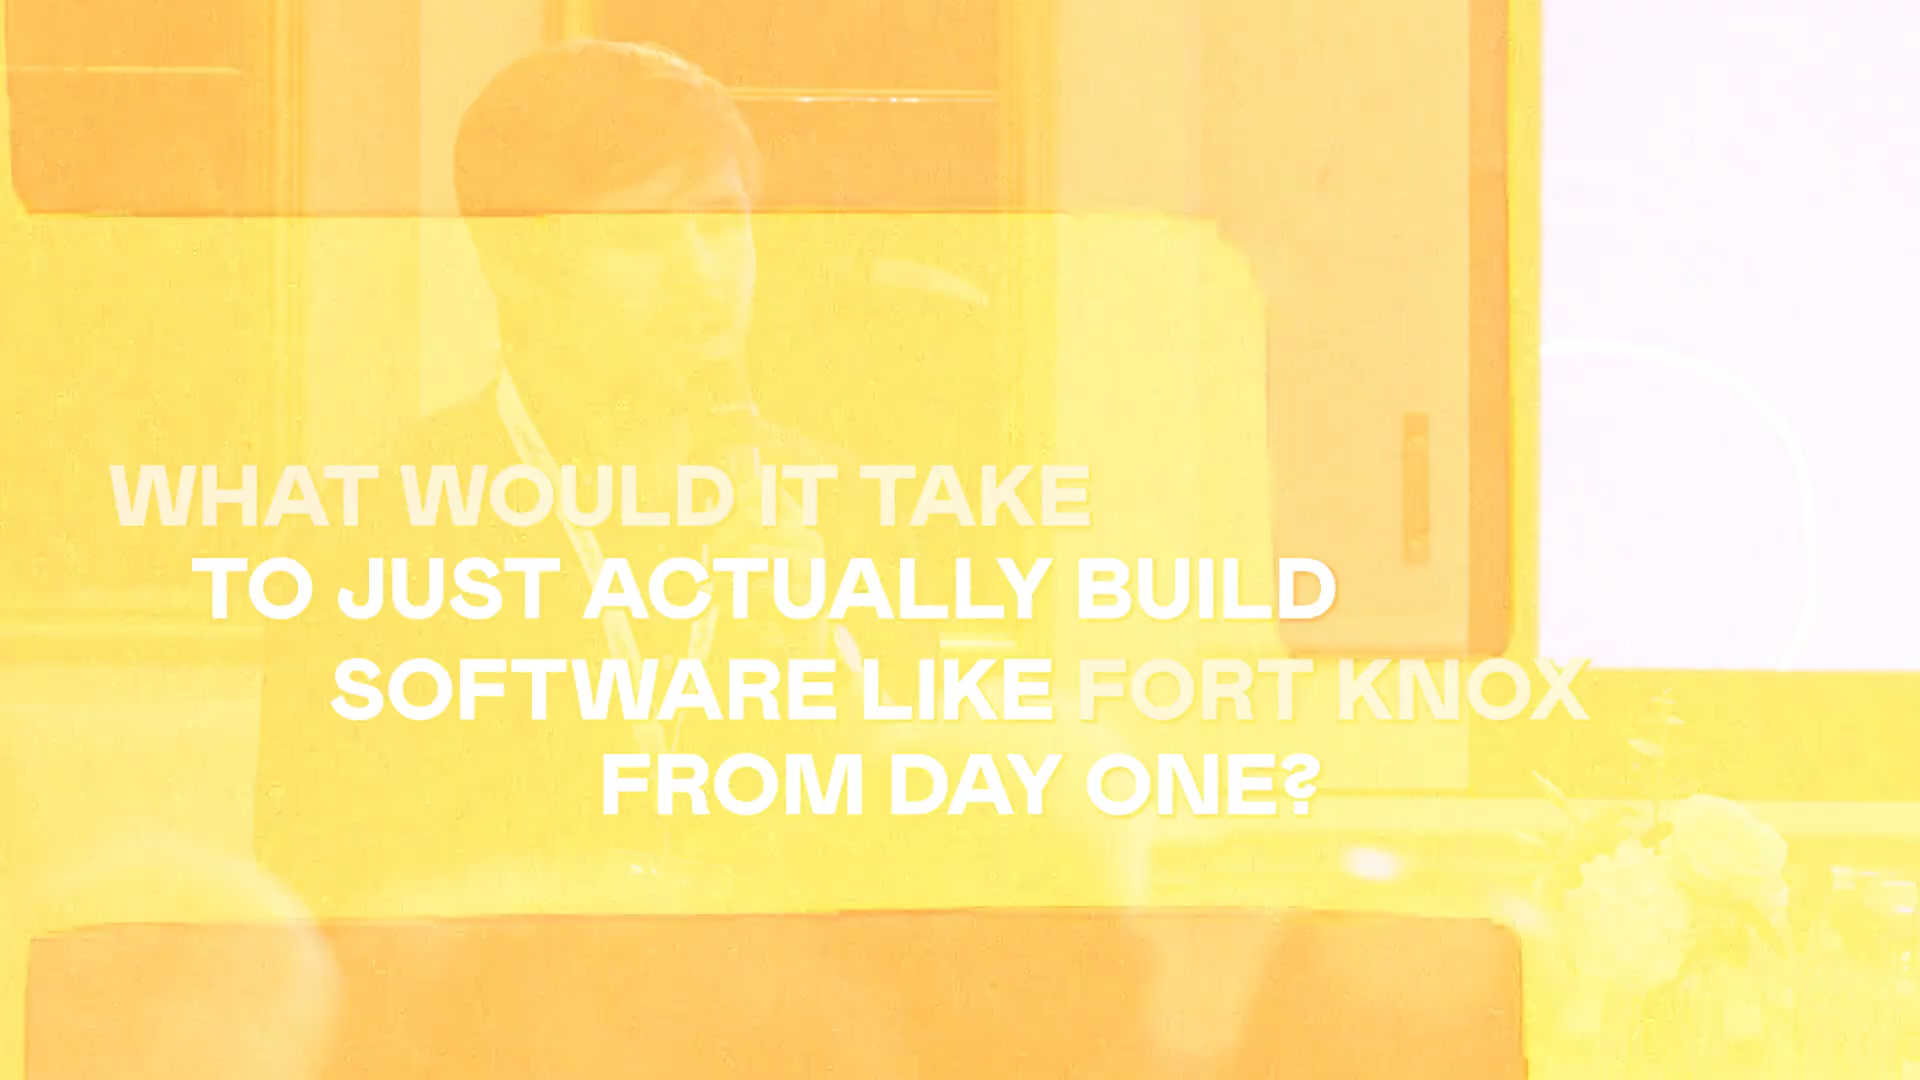 WHAT WOULD IT TAKE
TO JUST ACTUALLY BUILD
SOFTWARE LIKE FORT KNOX
FROM DAY ONE?